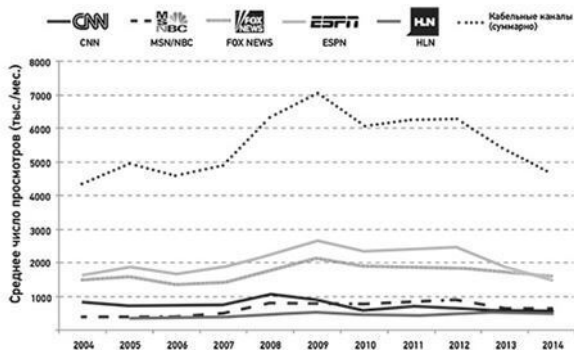 CNN
MSNBC
FOX NEWS
ESPN
HLN
Кабельные каналы
(суммарно)
CNN
MSN/NBC
FOX NEWS
ESPN
HLN
Среднее число просмотров (тыс./мес.)
8000
7000
6000
5000
4000
3000
2000
1000
2004
2005
2006
2007
2008
2009
2010
2011
2012
2013
2014